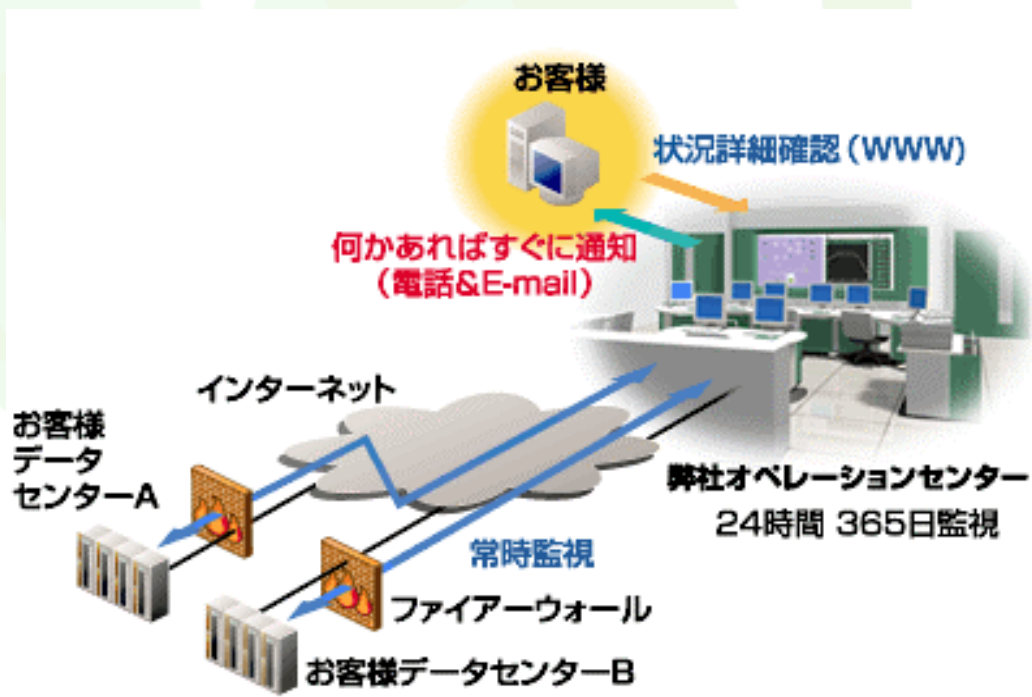 お客様
状況詳細確認（WWW）
何かあればすぐに通知
（電話&E-mail）
インターネット
お客様
データ
センターA
弊社オペレーションセンター
24時間 365日監視
常時監視
ファイアーウォール
お客様データセンターB